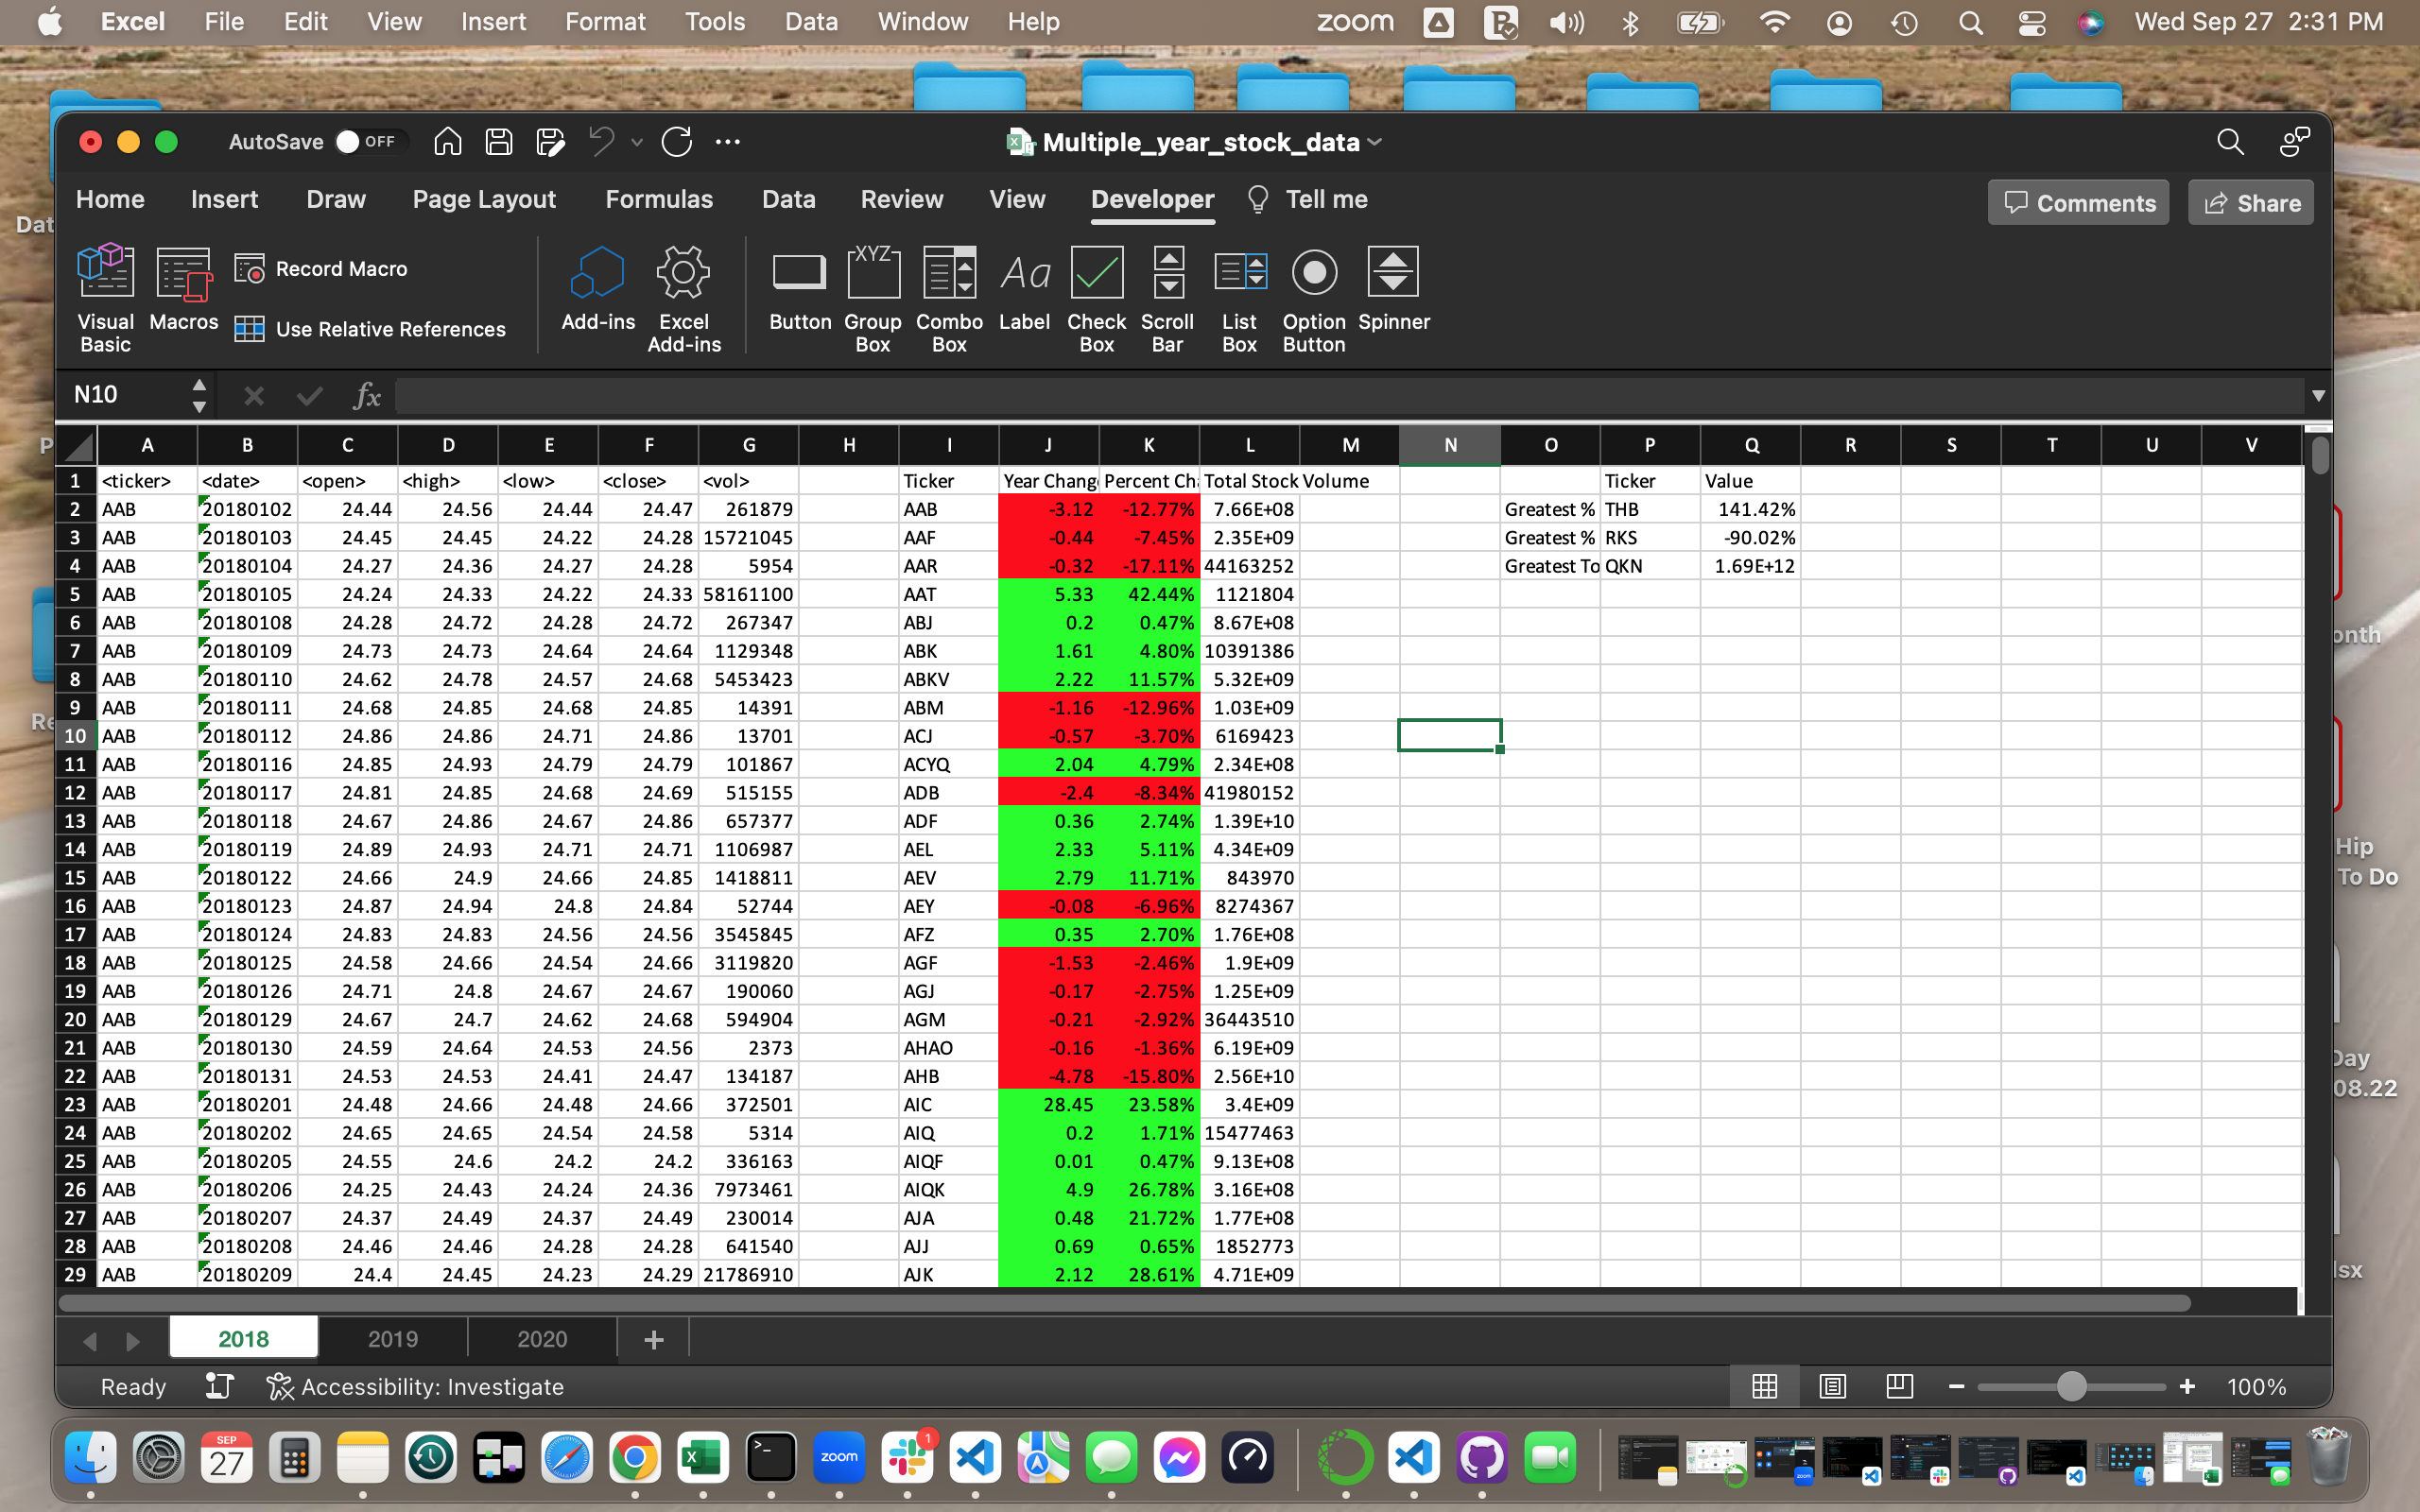 Excel File Edit View Insert Format Tools Data Window Help zoom Wed Sep 27 2:31 PM
AutoSave OFF Multiple_year_stock_data
Home Insert Draw Page Layout Formulas Data Review View Developer Tell me Comments Share
Visual Basic Macros Record Macro Use Relative References Add-ins Excel Add-ins XYZ Aa Button Group Box Combo Box Label Check Box Scroll Bar List Box Option Button Spinner
N10 fx
A B C D E F G H I J K L M N O P Q R S T U V
1 <ticker> <date> <open> <high> <low> <close> <vol> Ticker Year Chang Percent Ch Total Stock Volume Ticker Value
2 AAB 20180102 24.44 24.56 24.44 24.47 261879 AAB -3.12 -12.77% 7.66E+08 Greatest % THB 141.42%
3 AAB 20180103 24.45 24.45 24.22 24.28 15721045 AAF -0.44 -7.45% 2.35E+09 Greatest % RKS -90.02%
4 AAB 20180104 24.27 24.36 24.27 24.28 5954 AAR -0.32 -17.11% 44163252 Greatest To QKN 1.69E+12
5 AAB 20180105 24.24 24.33 24.22 24.33 58161100 AAT 5.33 42.44% 1121804
6 AAB 20180108 24.28 24.72 24.28 24.72 267347 ABJ 0.2 0.47% 8.67E+08
7 AAB 20180109 24.73 24.73 24.64 24.64 1129348 ABK 1.61 4.80% 10391386
8 AAB 20180110 24.62 24.78 24.57 24.68 5453423 ABKV 2.22 11.57% 5.32E+09
9 AAB 20180111 24.68 24.85 24.68 24.85 14391 ABM -1.16 -12.96% 1.03E+09
10 AAB 20180112 24.86 24.86 24.71 24.86 13701 ACJ -0.57 -3.70% 6169423
11 AAB 20180116 24.85 24.93 24.79 24.79 101867 ACYQ 2.04 4.79% 2.34E+08
12 AAB 20180117 24.81 24.85 24.68 24.69 515155 ADB -2.4 -8.34% 41980152
13 AAB 20180118 24.67 24.86 24.67 24.86 657377 ADF 0.36 2.74% 1.39E+10
14 AAB 20180119 24.89 24.93 24.71 24.71 1106987 AEL 2.33 5.11% 4.34E+09
15 AAB 20180122 24.66 24.9 24.66 24.85 1418811 AEV 2.79 11.71% 843970
16 AAB 20180123 24.87 24.94 24.8 24.84 52744 AEY -0.08 -6.96% 8274367
17 AAB 20180124 24.83 24.83 24.56 24.56 3545845 AFZ 0.35 2.70% 1.76E+08
18 AAB 20180125 24.58 24.66 24.54 24.66 3119820 AGF -1.53 -2.46% 1.9E+09
19 AAB 20180126 24.71 24.8 24.67 24.67 190060 AGJ -0.17 -2.75% 1.25E+09
20 AAB 20180129 24.67 24.7 24.62 24.68 594904 AGM -0.21 -2.92% 36443510
21 AAB 20180130 24.59 24.64 24.53 24.56 2373 AHAO -0.16 -1.36% 6.19E+09
22 AAB 20180131 24.53 24.53 24.41 24.47 134187 AHB -4.78 -15.80% 2.56E+10
23 AAB 20180201 24.48 24.66 24.48 24.66 372501 AIC 28.45 23.58% 3.4E+09
24 AAB 20180202 24.65 24.65 24.54 24.58 5314 AIQ 0.2 1.71% 15477463
25 AAB 20180205 24.55 24.6 24.2 24.2 336163 AIQF 0.01 0.47% 9.13E+08
26 AAB 20180206 24.25 24.43 24.24 24.36 7973461 AIQK 4.9 26.78% 3.16E+08
27 AAB 20180207 24.37 24.49 24.37 24.49 230014 AJA 0.48 21.72% 1.77E+08
28 AAB 20180208 24.46 24.46 24.28 24.28 641540 AJJ 0.69 0.65% 1852773
29 AAB 20180209 24.4 24.45 24.23 24.29 21786910 AJK 2.12 28.61% 4.71E+09
2018 2019 2020 +
Ready Accessibility: Investigate 100%
Dat
P
Re
onth
Hip
To Do
Day
08.22
lsx
SEP
27
zoom
1